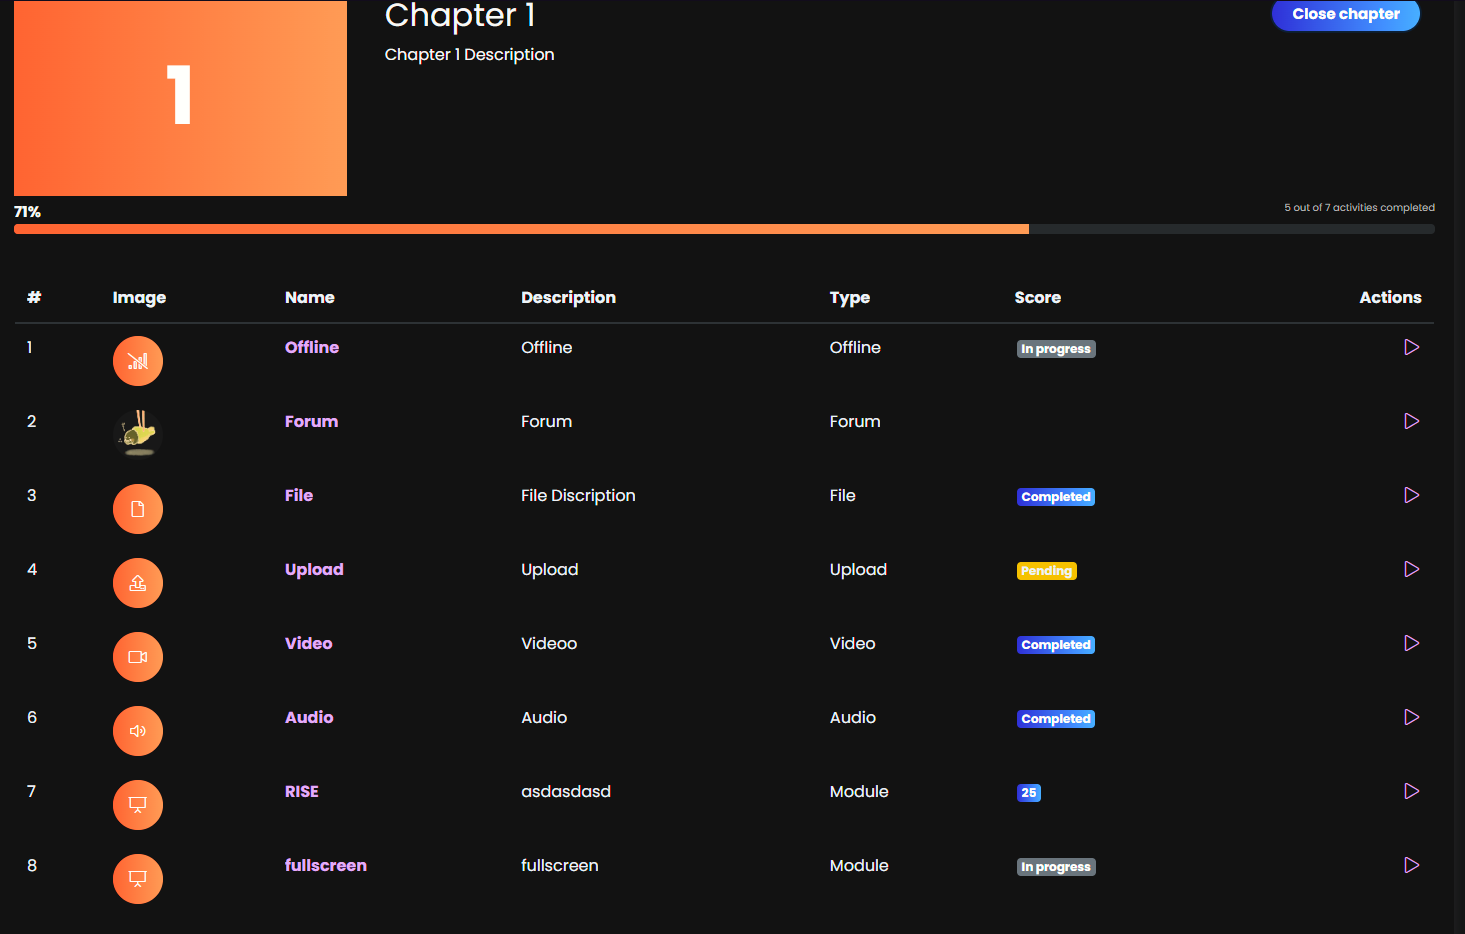 1
Chapter 1
Close chapter
Chapter 1 Description
71%
5 out of 7 activities completed
# Image Name Description Type Score Actions
1 Offline Offline Offline In progress
2 Forum Forum Forum
3 File File Discription File Completed
4 Upload Upload Upload Pending
5 Video Videoo Video Completed
6 Audio Audio Audio Completed
7 RISE asdasdasd Module 25
8 fullscreen fullscreen Module In progress